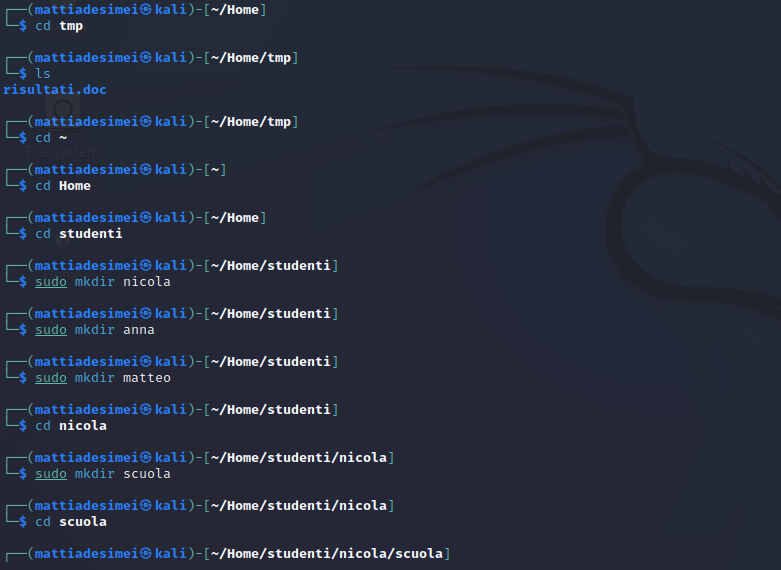 ┌──(mattiadesimei㉿kali)-[~/Home]
└─$ cd tmp
┌──(mattiadesimei㉿kali)-[~/Home/tmp]
└─$ ls
risultati.doc
┌──(mattiadesimei㉿kali)-[~/Home/tmp]
└─$ cd ~
File System
┌──(mattiadesimei㉿kali)-[~]
└─$ cd Home
┌──(mattiadesimei㉿kali)-[~/Home]
└─$ cd studenti
┌──(mattiadesimei㉿kali)-[~/Home/studenti]
└─$ sudo mkdir nicola
┌──(mattiadesimei㉿kali)-[~/Home/studenti]
└─$ sudo mkdir anna
┌──(mattiadesimei㉿kali)-[~/Home/studenti]
└─$ sudo mkdir matteo
┌──(mattiadesimei㉿kali)-[~/Home/studenti]
└─$ cd nicola
┌──(mattiadesimei㉿kali)-[~/Home/studenti/nicola]
└─$ sudo mkdir scuola
┌──(mattiadesimei㉿kali)-[~/Home/studenti/nicola]
└─$ cd scuola
┌──(mattiadesimei㉿kali)-[~/Home/studenti/nicola/scuola]